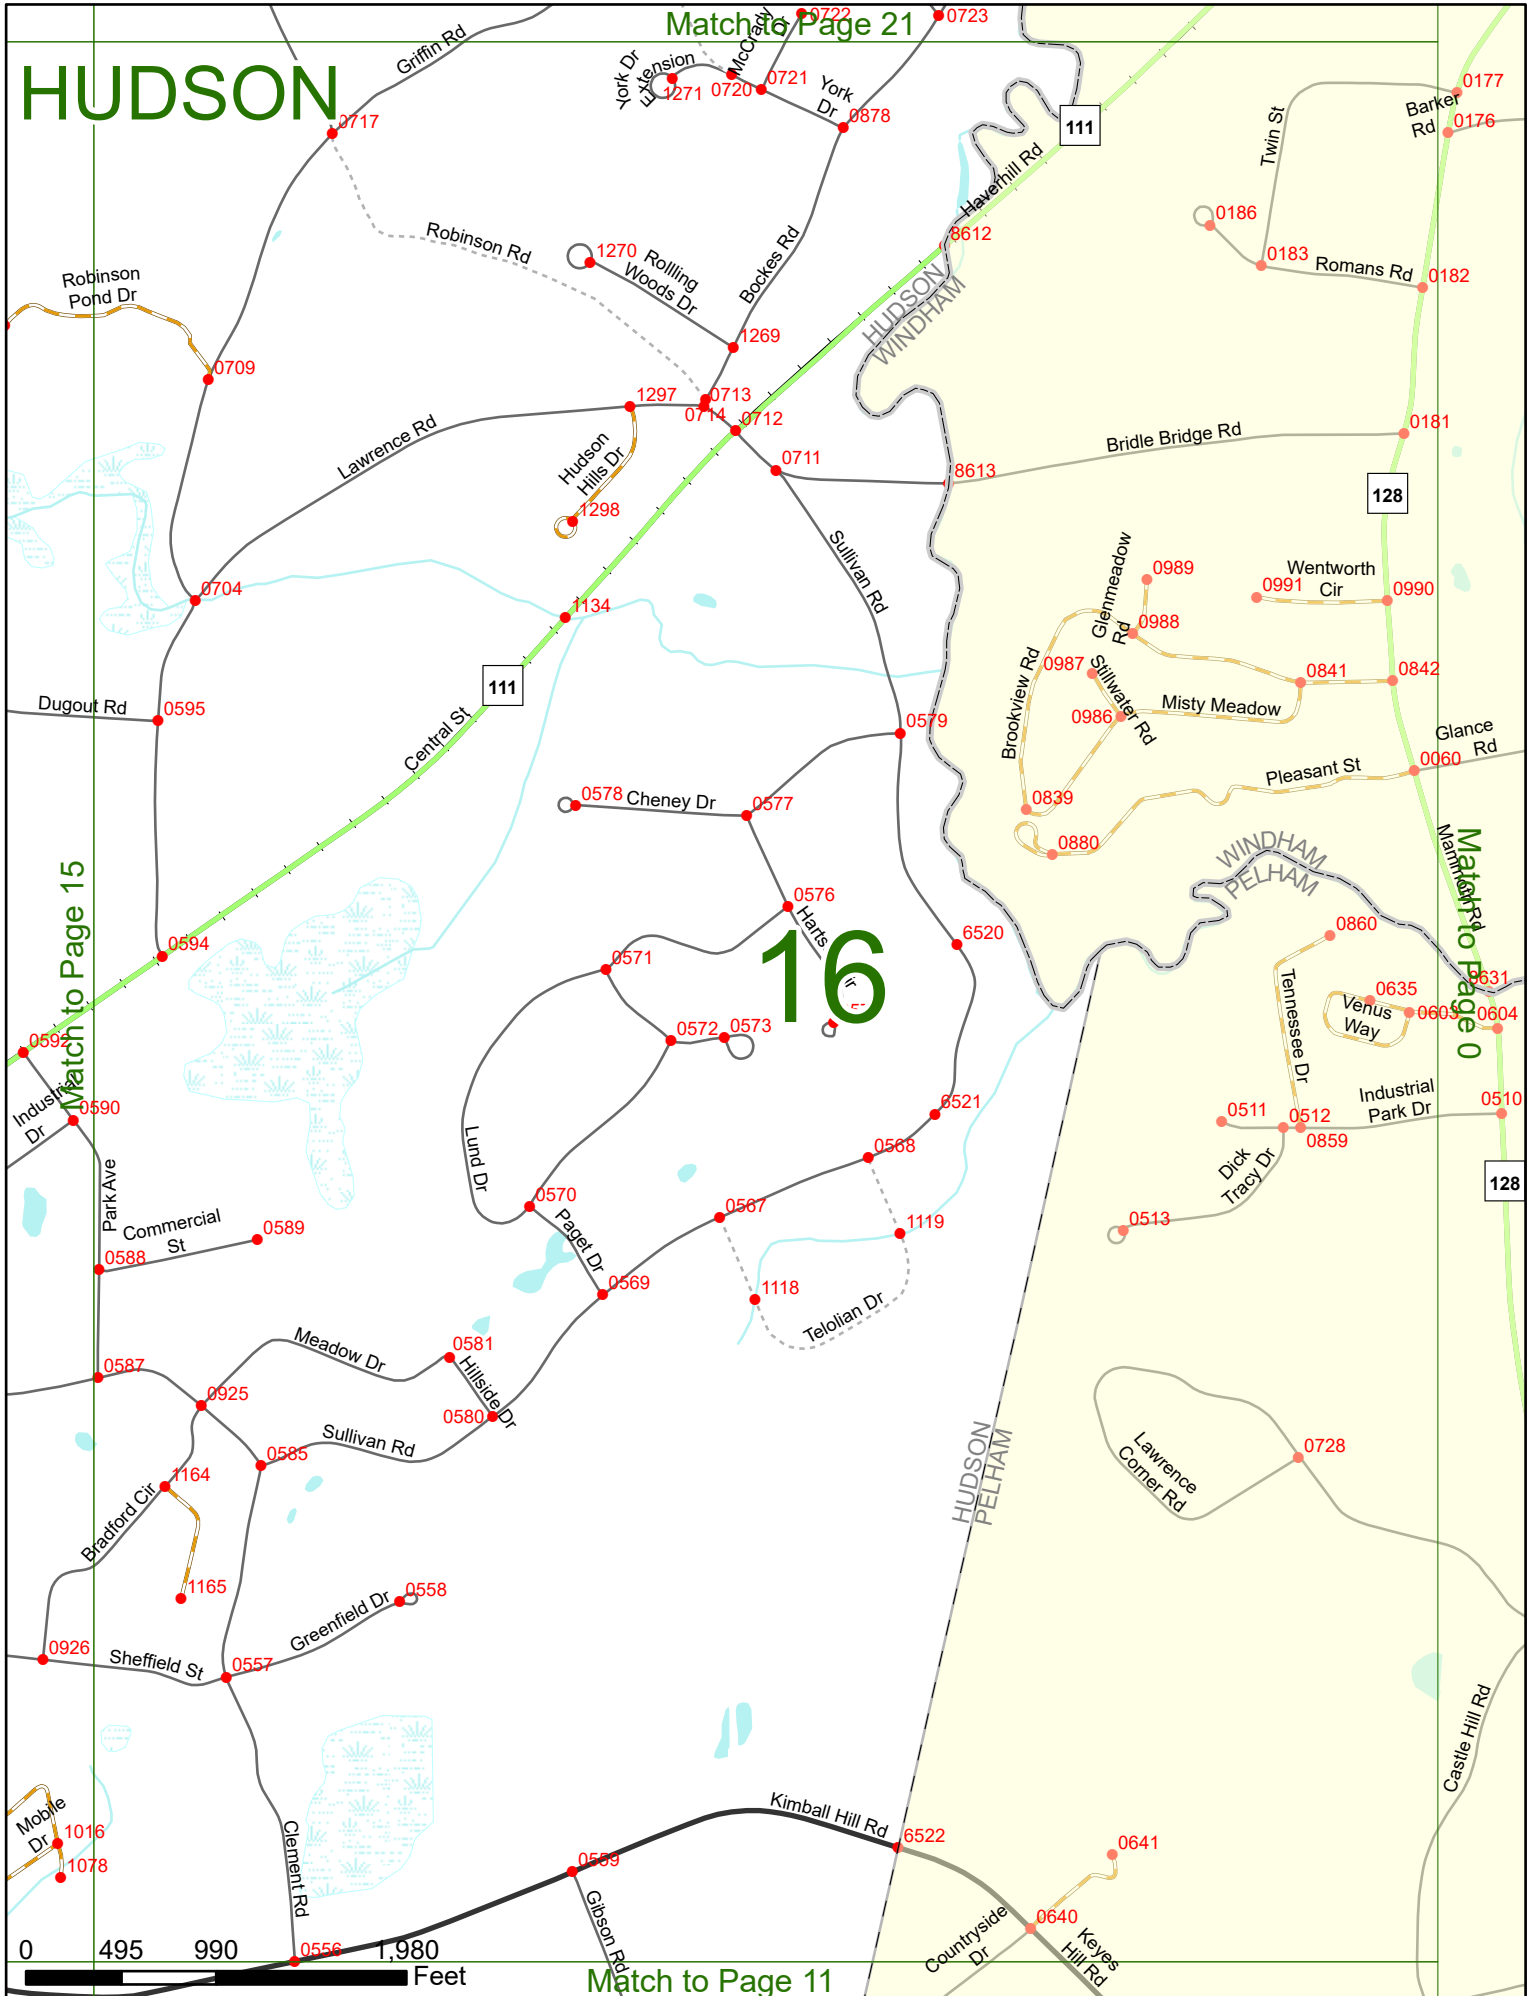 Match to Page 21
HUDSON
0722
0723
Griffin Rd
York Dr
Extension
McCrady
Dr
1271
0720
0721
York
Dr
0878
0717
111
0177
Barker
Rd
0176
Twin St
Haverhill Rd
Robinson Rd
1270
Rollling
Woods Dr
Bockes Rd
8612
0186
0183
Romans Rd
0182
Robinson
Pond Dr
HUDSON
WINDHAM
1269
0709
1297
0713
0714
0712
0181
Lawrence Rd
Hudson
Hills Dr
0711
8613
Bridle Bridge Rd
128
1298
Sullivan Rd
Glenmeadow
Rd
0989
Wentworth
Cir
0991
0990
0704
1134
0988
0987
Stillwater Rd
0841
0842
111
Brookview Rd
0986
Misty Meadow
Dugout Rd
0595
Central St
0579
Glance
Rd
0060
Pleasant St
0578
Cheney Dr
0577
0839
0880
Mammoth Rd
WINDHAM
PELHAM
Match to Page 15
Match to Page 0
0576
Harts
16
6520
0860
0594
0571
0631
0635
Venus
Way
0603
0604
Tennessee Dr
0592
0572
0573
Industrial
Dr
0590
6521
Industrial
Park Dr
0510
0511
0512
0859
0568
Lund Dr
Dick
Tracy Dr
128
Park Ave
Commercial
St
0589
0570
Paget Dr
0567
1119
0513
0588
0569
1118
Telolian Dr
Meadow Dr
0581
Hillside Dr
0587
0925
0580
Sullivan Rd
0585
HUDSON
PELHAM
Lawrence
Corner Rd
0728
1164
Bradford Cir
1165
0558
Greenfield Dr
0926
Sheffield St
0557
Castle Hill Rd
Kimball Hill Rd
6522
Mobile
Dr
1016
1078
Clement Rd
0559
0641
Gibson Rd
0640
Countryside
Dr
Keyes
Hill Rd
0556
0 495 990 1,980
Feet
Match to Page 11